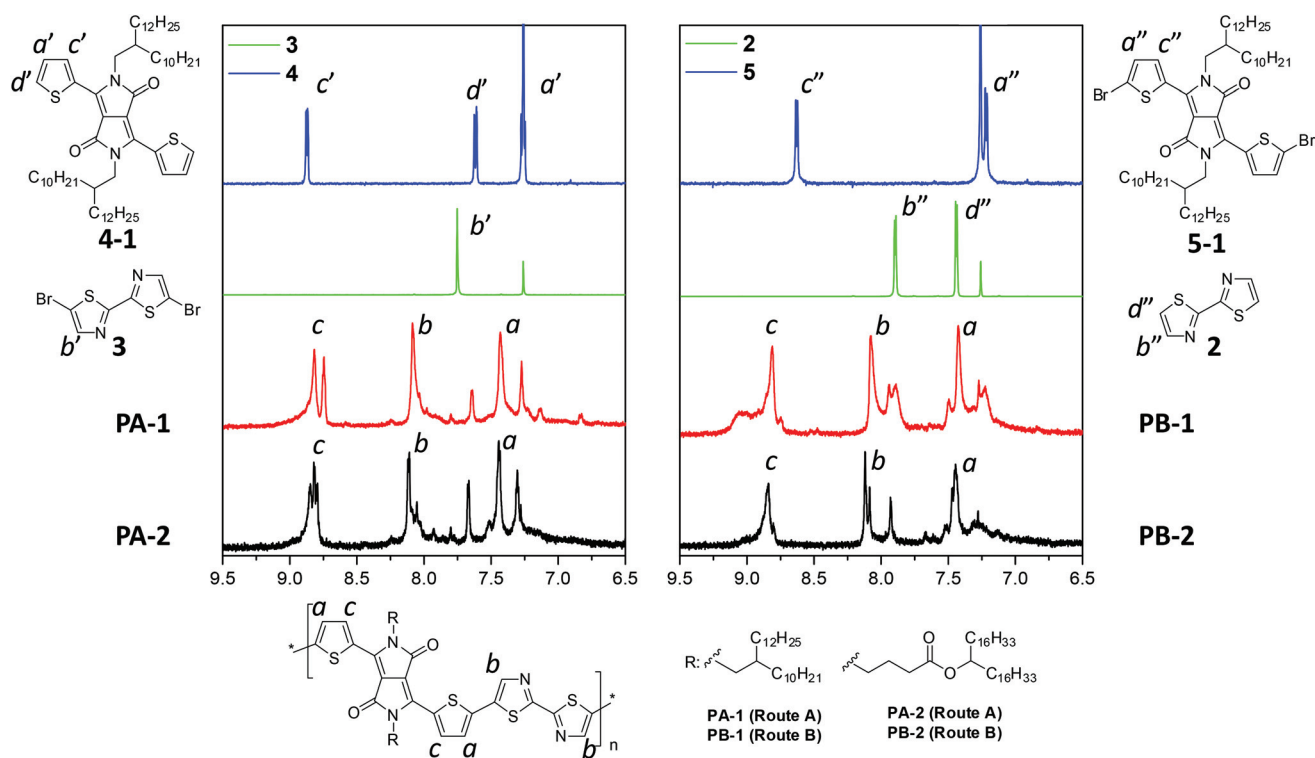 C₁₂H₂₅
C₁₀H₂₁
a’ c’
d’’
S
N
O
O
N
S
C₁₀H₂₁
C₁₂H₂₅
4-1
N
Br
S
S
Br
N
b’
3
3
4
c’
d’
a’
b’
c
b
a
PA-1
c
b
a
PA-2
9.5 9.0 8.5 8.0 7.5 7.0 6.5
2
5
c’’
a’’
b’’
d’’
c
b
a
PB-1
c
b
a
PB-2
9.5 9.0 8.5 8.0 7.5 7.0 6.5
C₁₂H₂₅
C₁₀H₂₁
a’’ c’’
Br
S
N
O
O
N
S
Br
C₁₀H₂₁
C₁₂H₂₅
5-1
N
S
d’’
S
N
b’’
2
a c
R
*
S
N
O
b
N
S
O
N
S
S
*
R
N
n
c a
b
R:
C₁₂H₂₅
C₁₀H₂₁
O
C₁₆H₃₃
O
C₁₆H₃₃
PA-1 (Route A)
PB-1 (Route B)
PA-2 (Route A)
PB-2 (Route B)